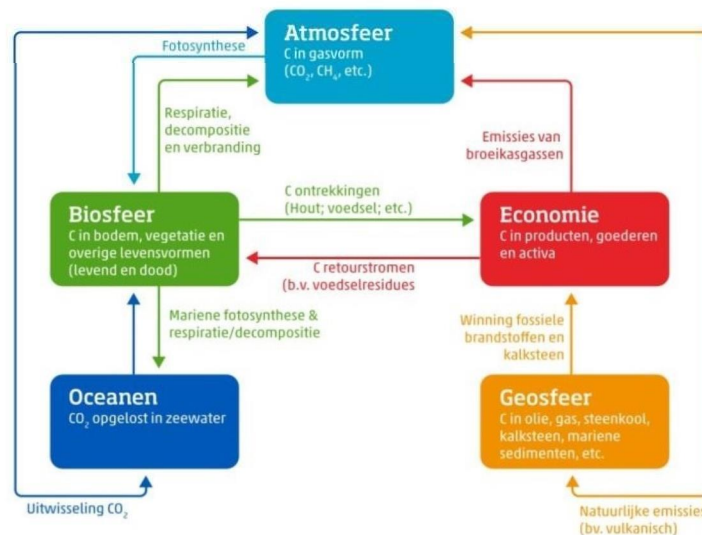 Atmosfeer
C in gasvorm
(CO₂, CH₄, etc.)
Fotosynthese
Respiratie,
decompositie
en verbranding
Emissies van
broeikasgassen
Biosfeer
C in bodem, vegetatie en
overige levensvormen
(levend en dood)
C ontrekkingen
(Hout; voedsel; etc.)
Economie
C in producten, goederen
en activa
C retourstromen
(b.v. voedselresidues
Mariene fotosynthese &
respiratie/decompositie
Winning fossiele
brandstoffen en
kalksteen
Oceanen
CO₂ opgelost in zeewater
Geosfeer
C in olie, gas, steenkool,
kalksteen, mariene
sedimenten, etc.
Uitwisseling CO₂
Natuurlijke emissies
(bv. vulkanisch)